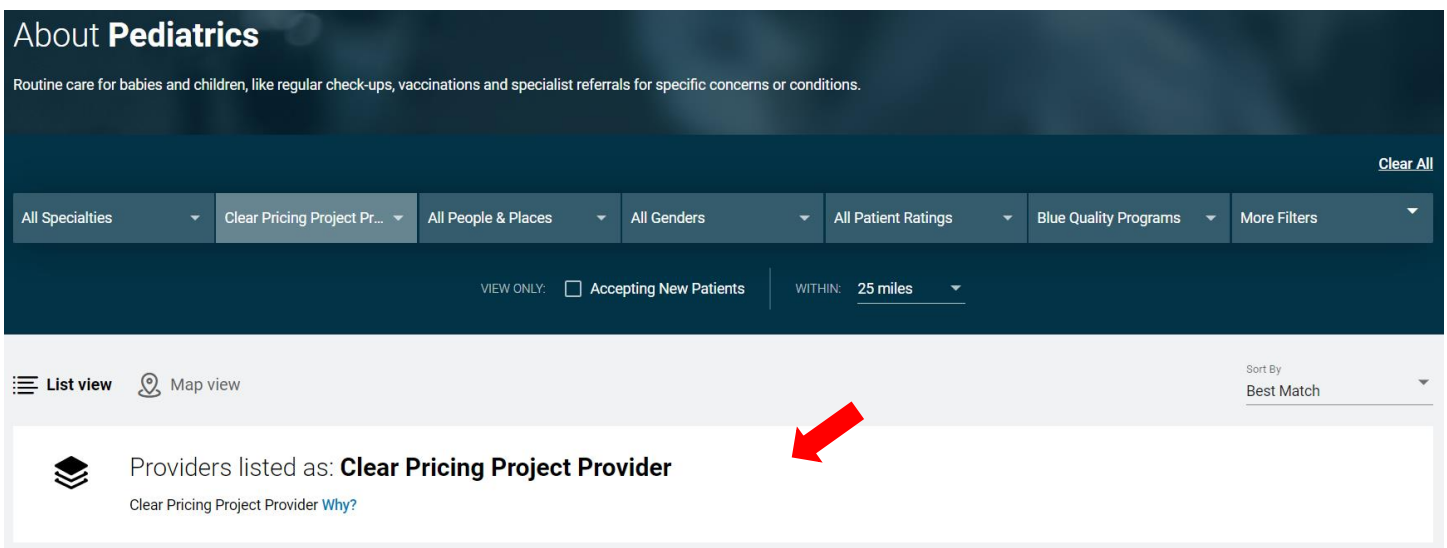 About Pediatrics
Routine care for babies and children, like regular check-ups, vaccinations and specialist referrals for specific concerns or conditions.
Clear All
All Specialties
Clear Pricing Project Pr...
All People & Places
All Genders
All Patient Ratings
Blue Quality Programs
More Filters
VIEW ONLY: Accepting New Patients WITHIN: 25 miles
List view Map view
Sort By
Best Match
Providers listed as: Clear Pricing Project Provider
Clear Pricing Project Provider Why?